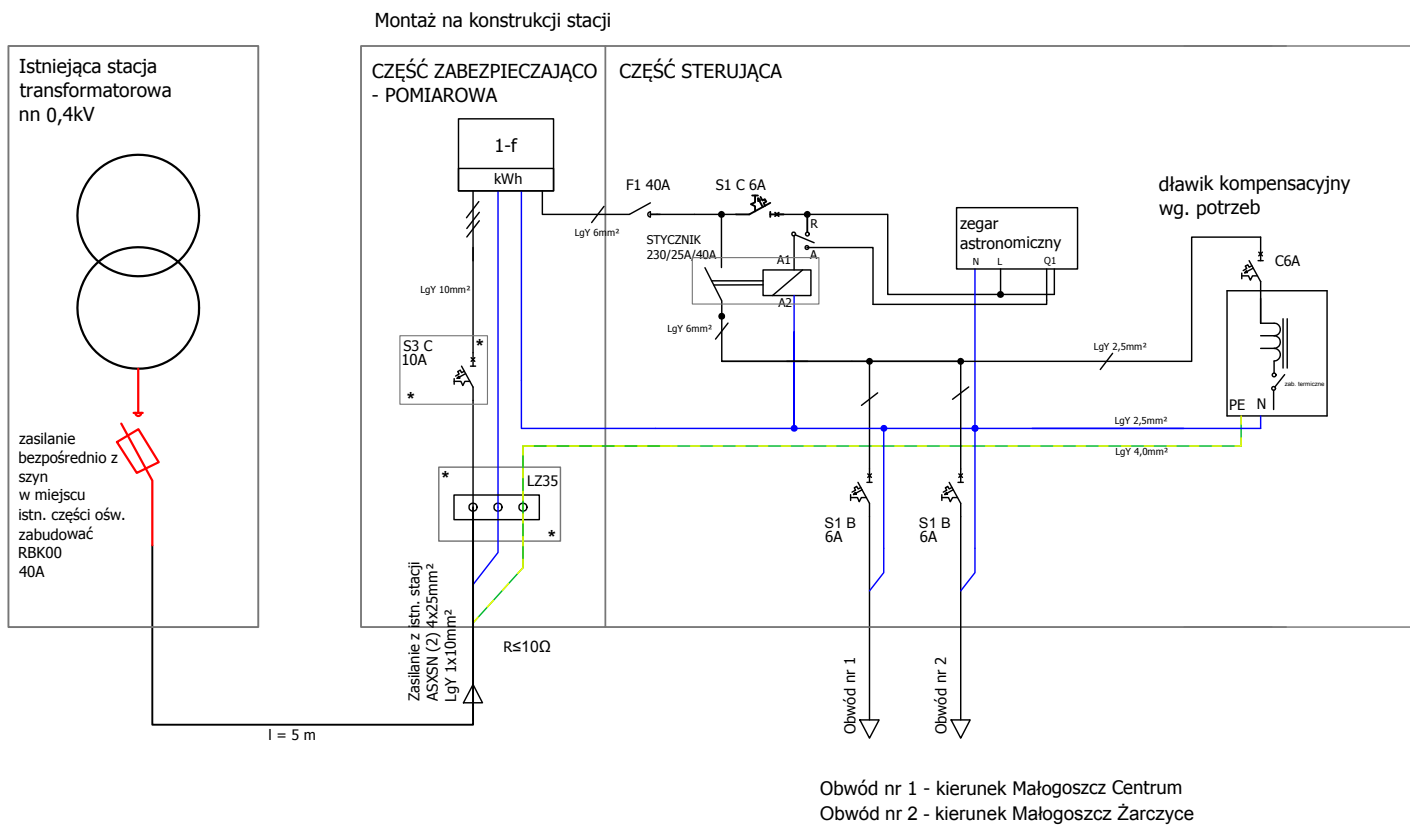 Montaż na konstrukcji stacji
Istniejąca stacja
transformatorowa
nn 0,4kV
zasilanie
bezpośrednio z
szyn
w miejscu
istn. części ośw.
zabudować
RBK00
40A
l = 5 m
CZĘŚĆ ZABEZPIECZAJĄCO
- POMIAROWA
1-f
kWh
LgY 10mm²
S3 C
10A
*
*
*
LZ35
*
Zasilanie z istn. stacji
ASXSN (2) 4x25mm²
LgY 1x10mm²
R≤10Ω
CZĘŚĆ STERUJĄCA
LgY 6mm²
F1 40A
S1 C 6A
R
A
STYCZNIK
230/25A/40A
A1
A2
LgY 6mm²
zegar
astronomiczny
N L Q1
dławik kompensacyjny
wg. potrzeb
C6A
LgY 2,5mm²
zab. termiczne
PE N
LgY 2,5mm²
LgY 4,0mm²
S1 B
6A
S1 B
6A
Obwód nr 1
Obwód nr 2
Obwód nr 1 - kierunek Małogoszcz Centrum
Obwód nr 2 - kierunek Małogoszcz Żarczyce